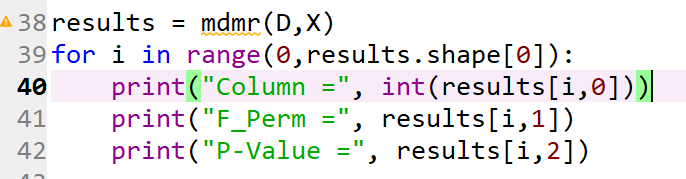 38 results = mdmr(D,X)
39 for i in range(0,results.shape[0]):
40     print("Column =", int(results[i,0]))
41     print("F_Perm =", results[i,1])
42     print("P-Value =", results[i,2])